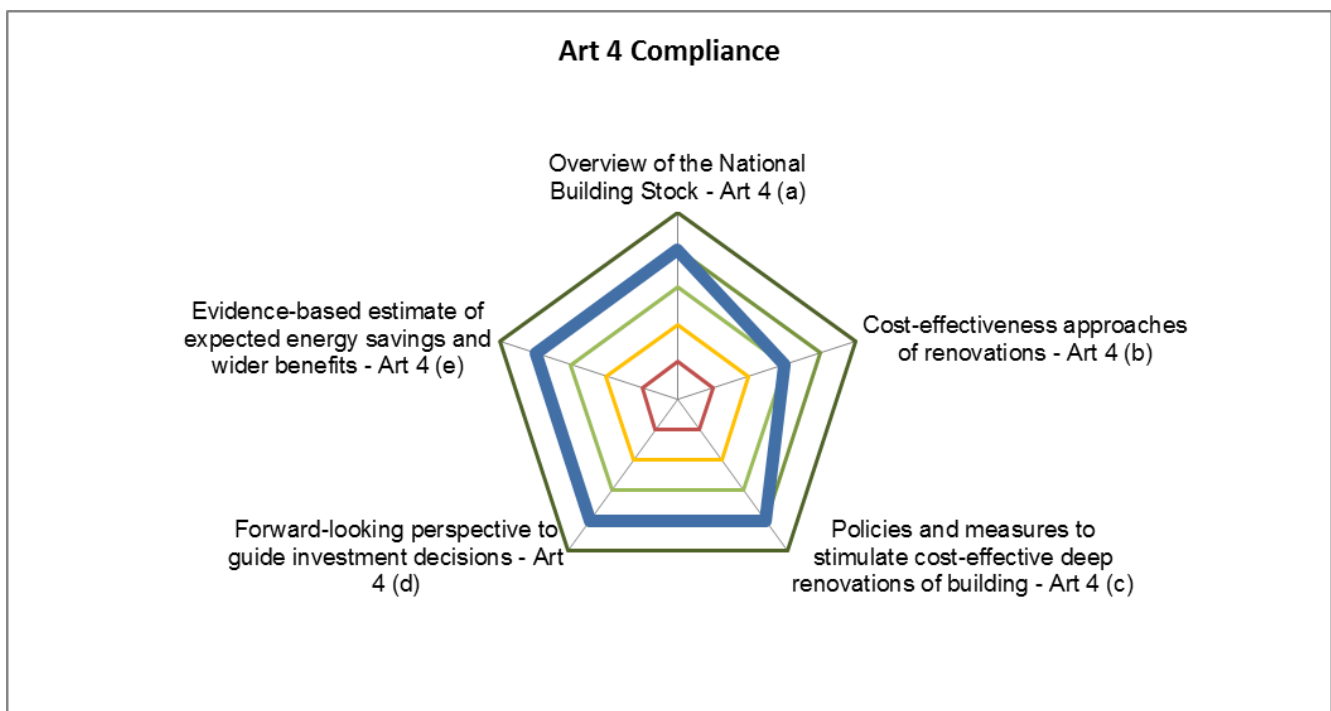 Art 4 Compliance
Overview of the National
Building Stock - Art 4 (a)
Evidence-based estimate of
expected energy savings and
wider benefits - Art 4 (e)
Cost-effectiveness approaches
of renovations - Art 4 (b)
Forward-looking perspective to
guide investment decisions - Art
4 (d)
Policies and measures to
stimulate cost-effective deep
renovations of building - Art 4 (c)